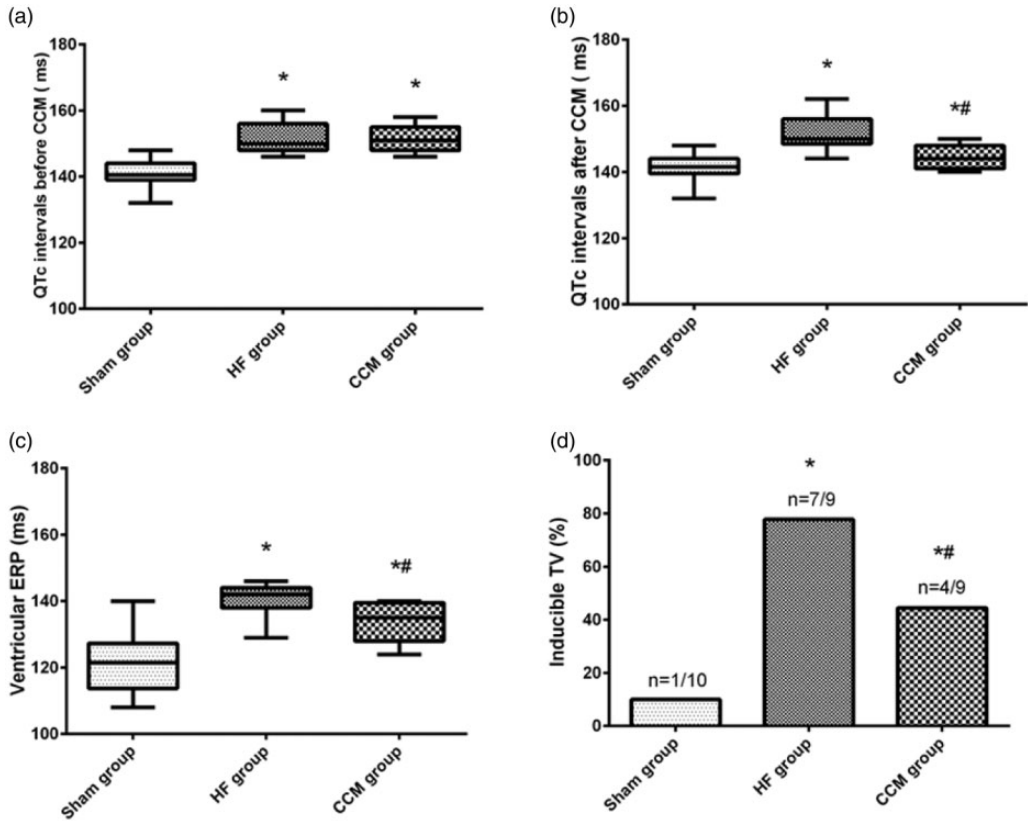 (a)
QTc intervals before CCM ( ms)
180
160
140
120
100
*
*
Sham group
HF group
CCM group
(b)
QTc intervals after CCM ( ms)
180
160
140
120
100
*
*#
Sham group
HF group
CCM group
(c)
Ventricular ERP (ms)
180
160
140
120
100
*
*#
Sham group
HF group
CCM group
(d)
Inducible TV (%)
100
80
60
40
20
0
n=1/10
*
n=7/9
*#
n=4/9
Sham group
HF group
CCM group